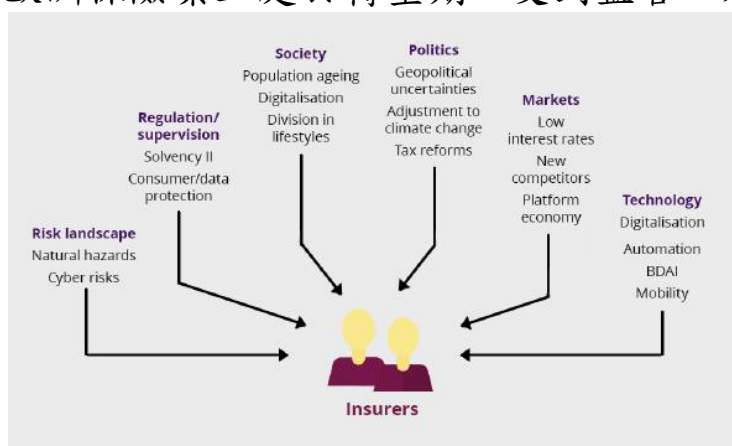 Society
Population ageing
Digitalisation
Division in
lifestyles
Politics
Geopolitical
uncertainties
Adjustment to
climate change
Tax reforms
Regulation/
supervision
Solvency II
Consumer/data
protection
Markets
Low
interest rates
New
competitors
Platform
economy
Risk landscape
Natural hazards
Cyber risks
Technology
Digitalisation
Automation
BDAI
Mobility
Insurers